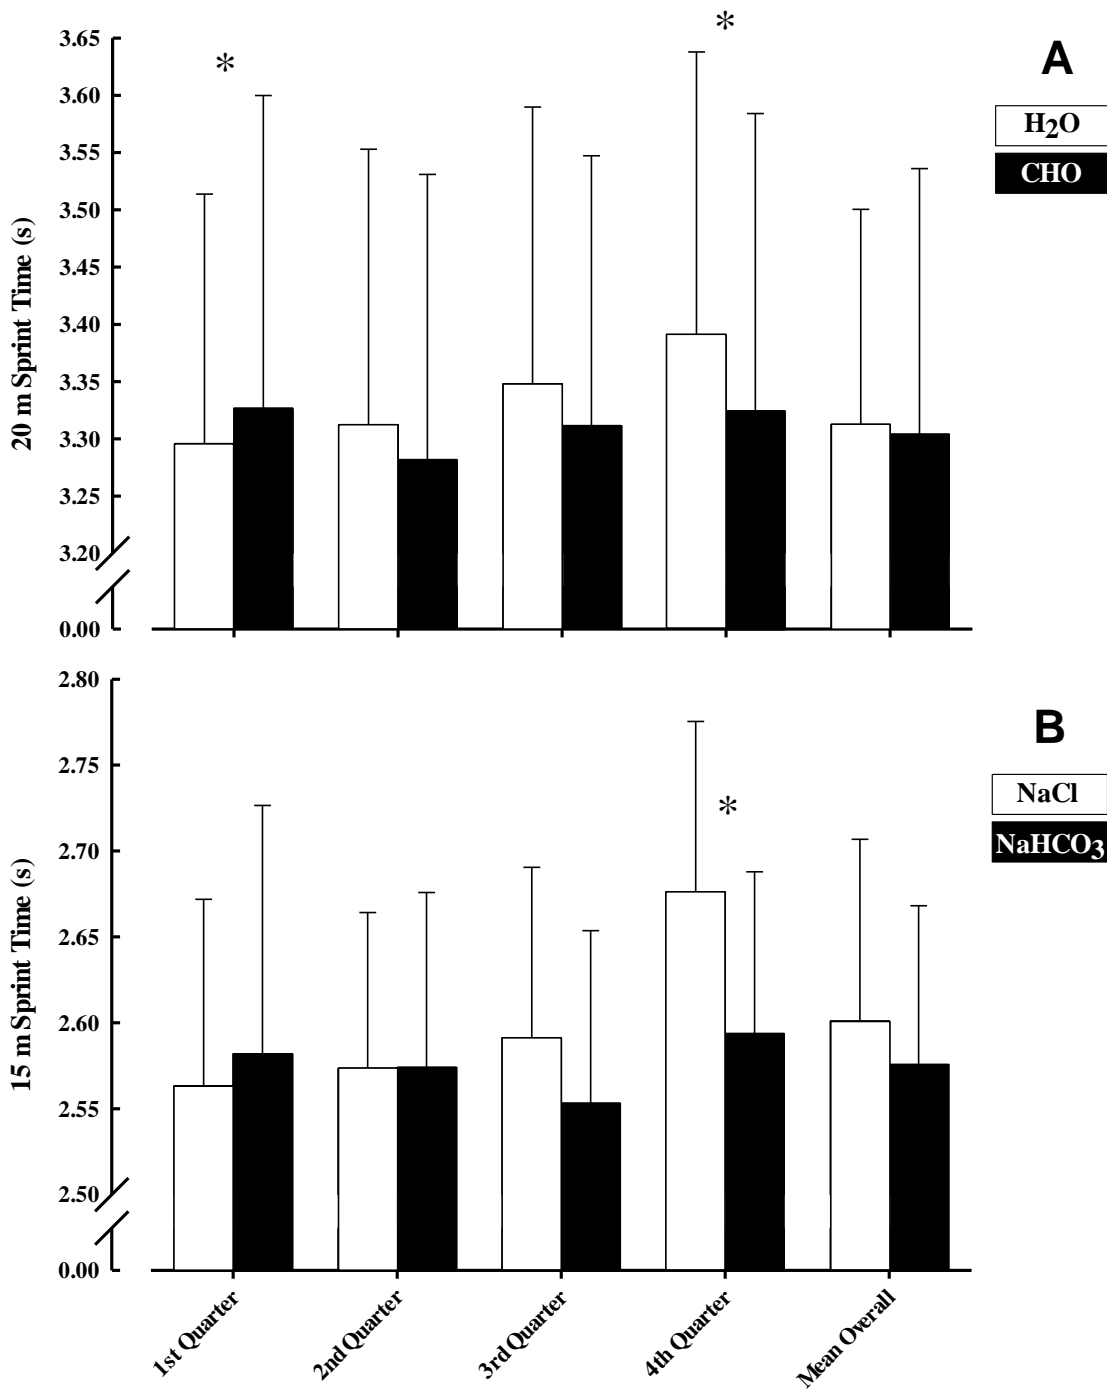 A
H2O
CHO
*
*
20 m Sprint Time (s)
3.65
3.60
3.55
3.50
3.45
3.40
3.35
3.30
3.25
3.20
0.00
B
NaCl
NaHCO3
*
15 m Sprint Time (s)
2.80
2.75
2.70
2.65
2.60
2.55
2.50
0.00
1st Quarter
2nd Quarter
3rd Quarter
4th Quarter
Mean Overall